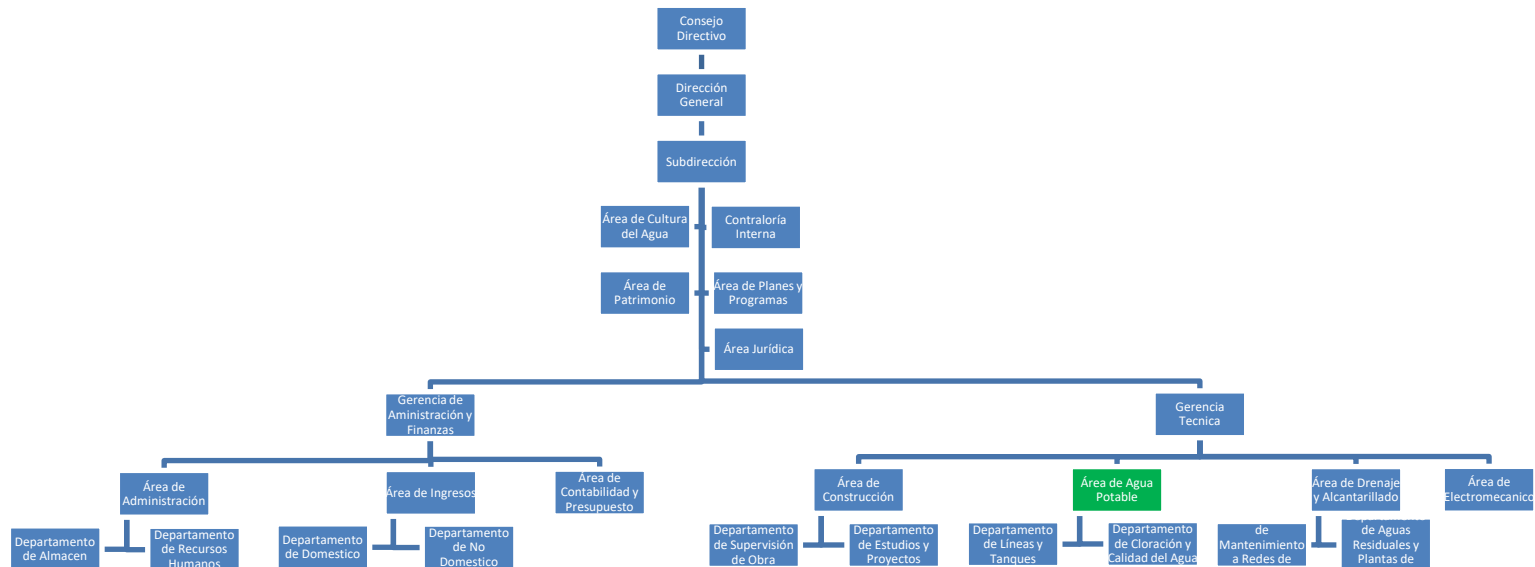 Consejo
Directivo
Dirección
General
Subdirección
Área de Cultura
del Agua
Contraloría
Interna
Área de
Patrimonio
Área de Planes y
Programas
Área Jurídica
Gerencia de
Aministración y
Finanzas
Gerencia
Tecnica
Área de
Administración
Área de Ingresos
Área de
Contabilidad y
Presupuesto
Área de
Construcción
Área de Agua
Potable
Área de Drenaje
y Alcantarillado
Área de
Electromecanico
Departamento
de Almacen
Departamento
de Recursos
Humanos
Departamento
de Domestico
Departamento
de No
Domestico
Departamento
de Supervisión
de Obra
Departamento
de Estudios y
Proyectos
Departamento
de Líneas y
Tanques
Departamento
de Cloración y
Calidad del Agua
de
Mantenimiento
a Redes de
de Aguas
Residuales y
Plantas de